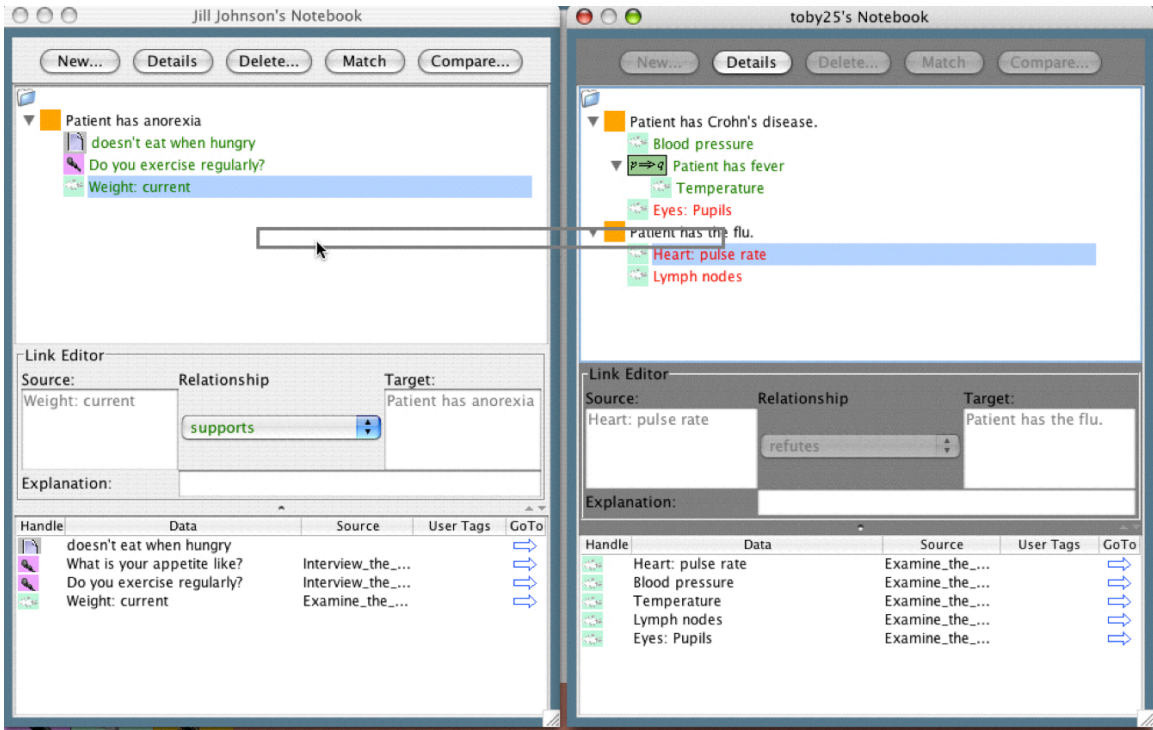 Jill Johnson's Notebook
New... Details Delete... Match Compare...
Patient has anorexia
doesn't eat when hungry
Do you exercise regularly?
Weight: current
Link Editor
Source: Relationship Target:
Weight: current supports Patient has anorexia
Explanation:
Handle Data Source User Tags GoTo
doesn't eat when hungry
What is your appetite like? Interview_the_...
Do you exercise regularly? Interview_the_...
Weight: current Examine_the_...
toby25's Notebook
New... Details Delete... Match Compare...
Patient has Crohn's disease.
Blood pressure
p⇒q Patient has fever
Temperature
Eyes: Pupils
Patient has the flu.
Heart: pulse rate
Lymph nodes
Link Editor
Source: Relationship Target:
Heart: pulse rate refutes Patient has the flu.
Explanation:
Handle Data Source User Tags GoTo
Heart: pulse rate Examine_the_...
Blood pressure Examine_the_...
Temperature Examine_the_...
Lymph nodes Examine_the_...
Eyes: Pupils Examine_the_...